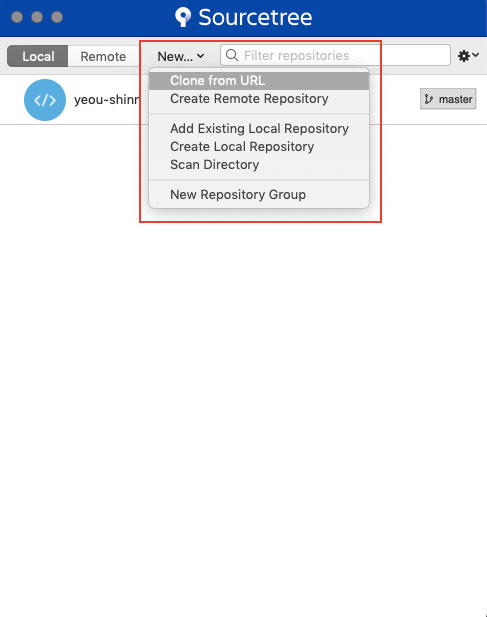 Sourcetree
Local Remote New... Filter repositories
Clone from URL
yeou-shinn master
Create Remote Repository
Add Existing Local Repository
Create Local Repository
Scan Directory
New Repository Group